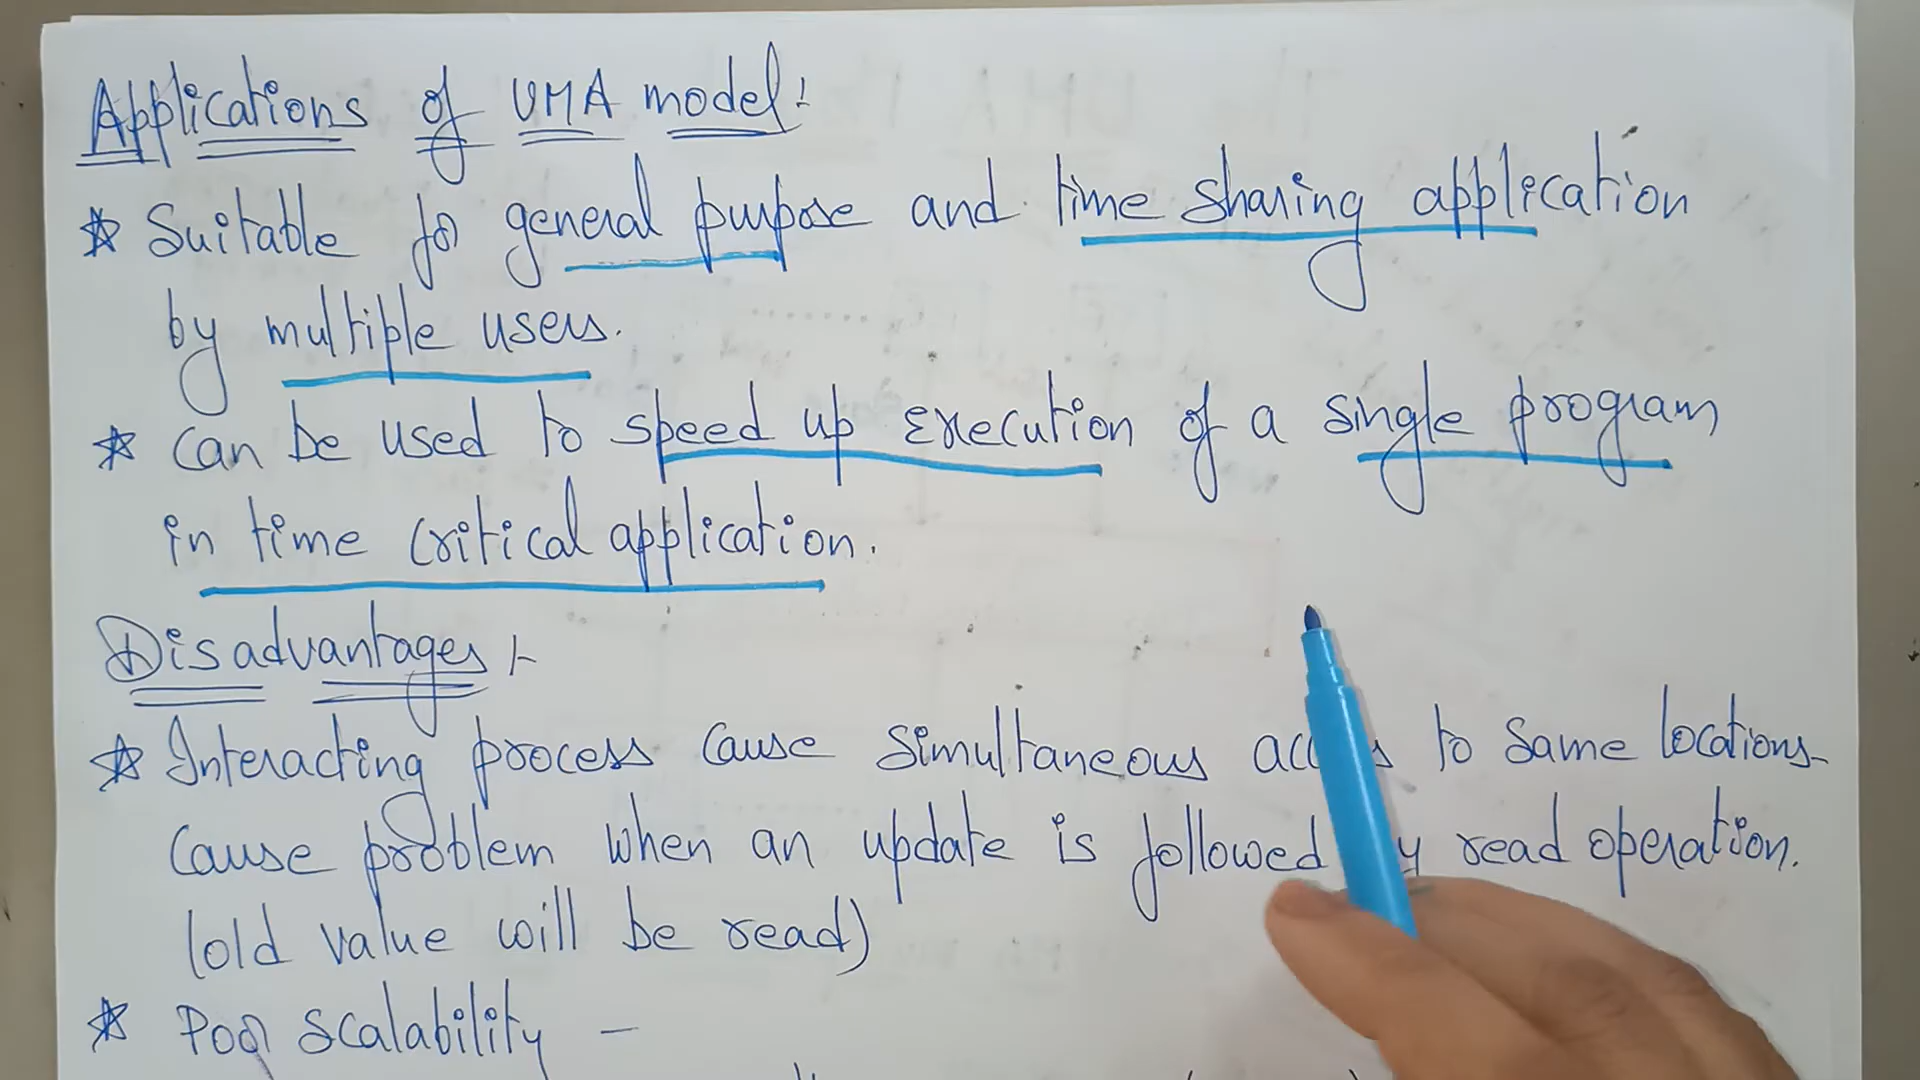 Applications of UMA model:
* Suitable for general purpose and time sharing application
by multiple users.
* can be used to speed up execution of a single program
in time critical application.
Disadvantages:-
* Interacting process cause simultaneous access to same locations-
cause problem when an update is followed by read operation.
(old value will be read)
* Poor scalability -